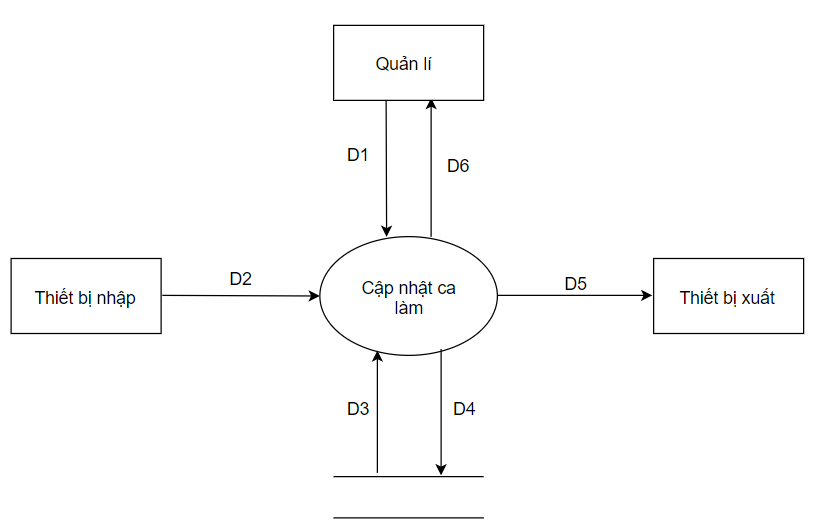 Quản lí
D1
D6
D2
Thiết bị nhập
Cập nhật ca
làm
D5
Thiết bị xuất
D3
D4